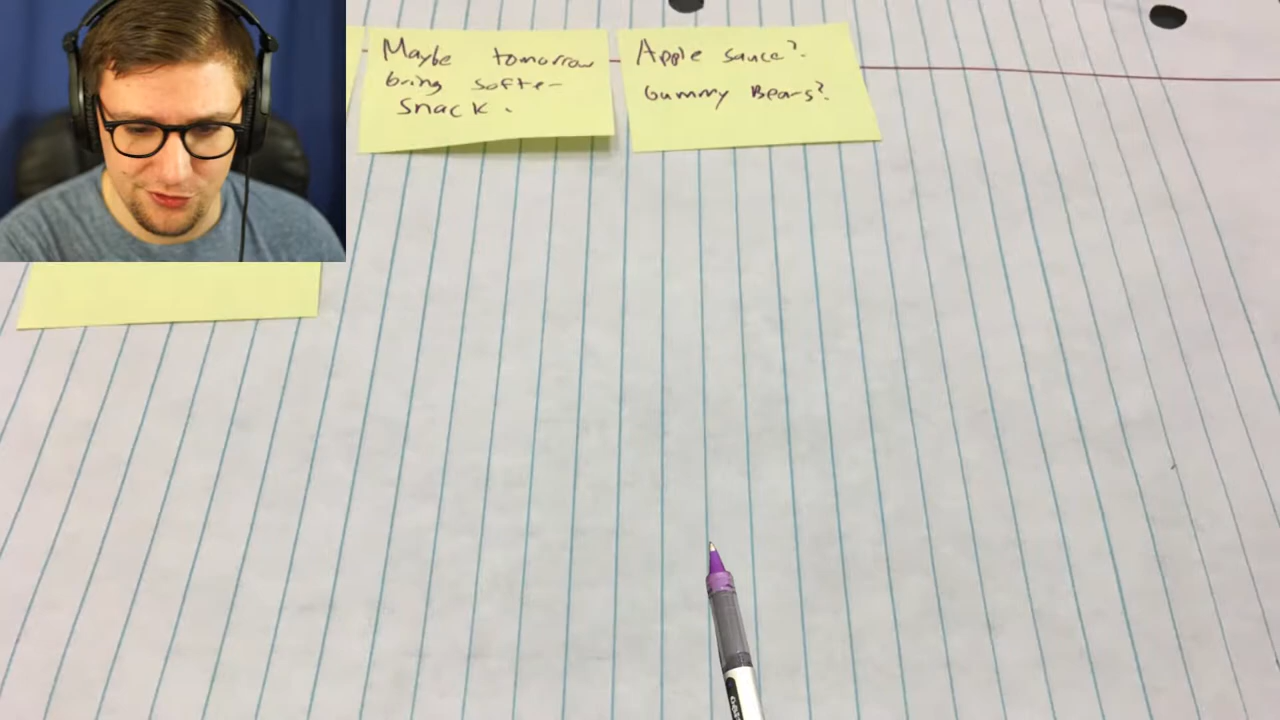 Maybe tomorrow
bring softer
snack.
Apple sauce?
Gummy Bears?